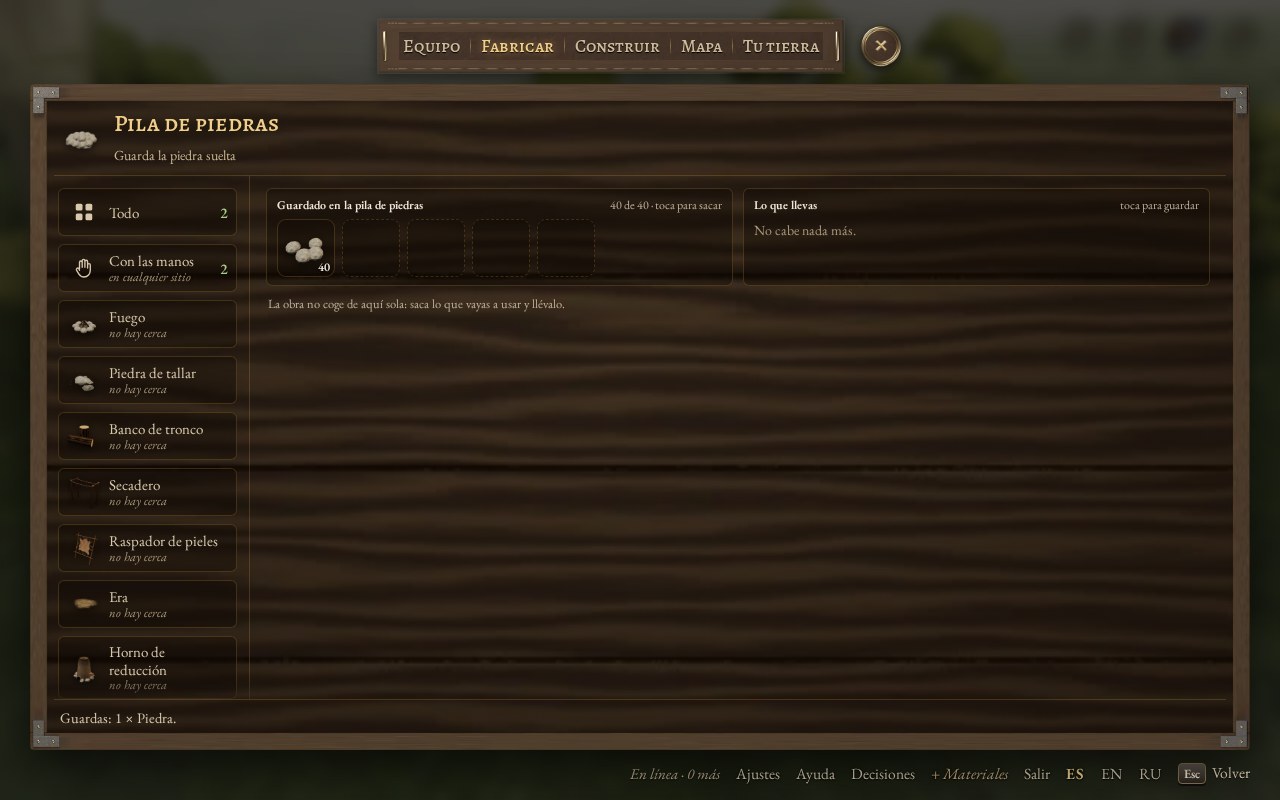 Equipo
Fabricar
Construir
Mapa
Tu tierra
×
Pila de piedras
Guarda la piedra suelta
Todo 2
Con las manos 2
en cualquier sitio
Fuego
no hay cerca
Piedra de tallar
no hay cerca
Banco de tronco
no hay cerca
Secadero
no hay cerca
Raspador de pieles
no hay cerca
Era
no hay cerca
Horno de
reducción
no hay cerca
Guardado en la pila de piedras 40 de 40 · toca para sacar
40
Lo que llevas toca para guardar
No cabe nada más.
La obra no coge de aquí sola: saca lo que vayas a usar y llévalo.
Guardas: 1 × Piedra.
En línea · 0 más Ajustes Ayuda Decisiones + Materiales Salir ES EN RU Esc Volver